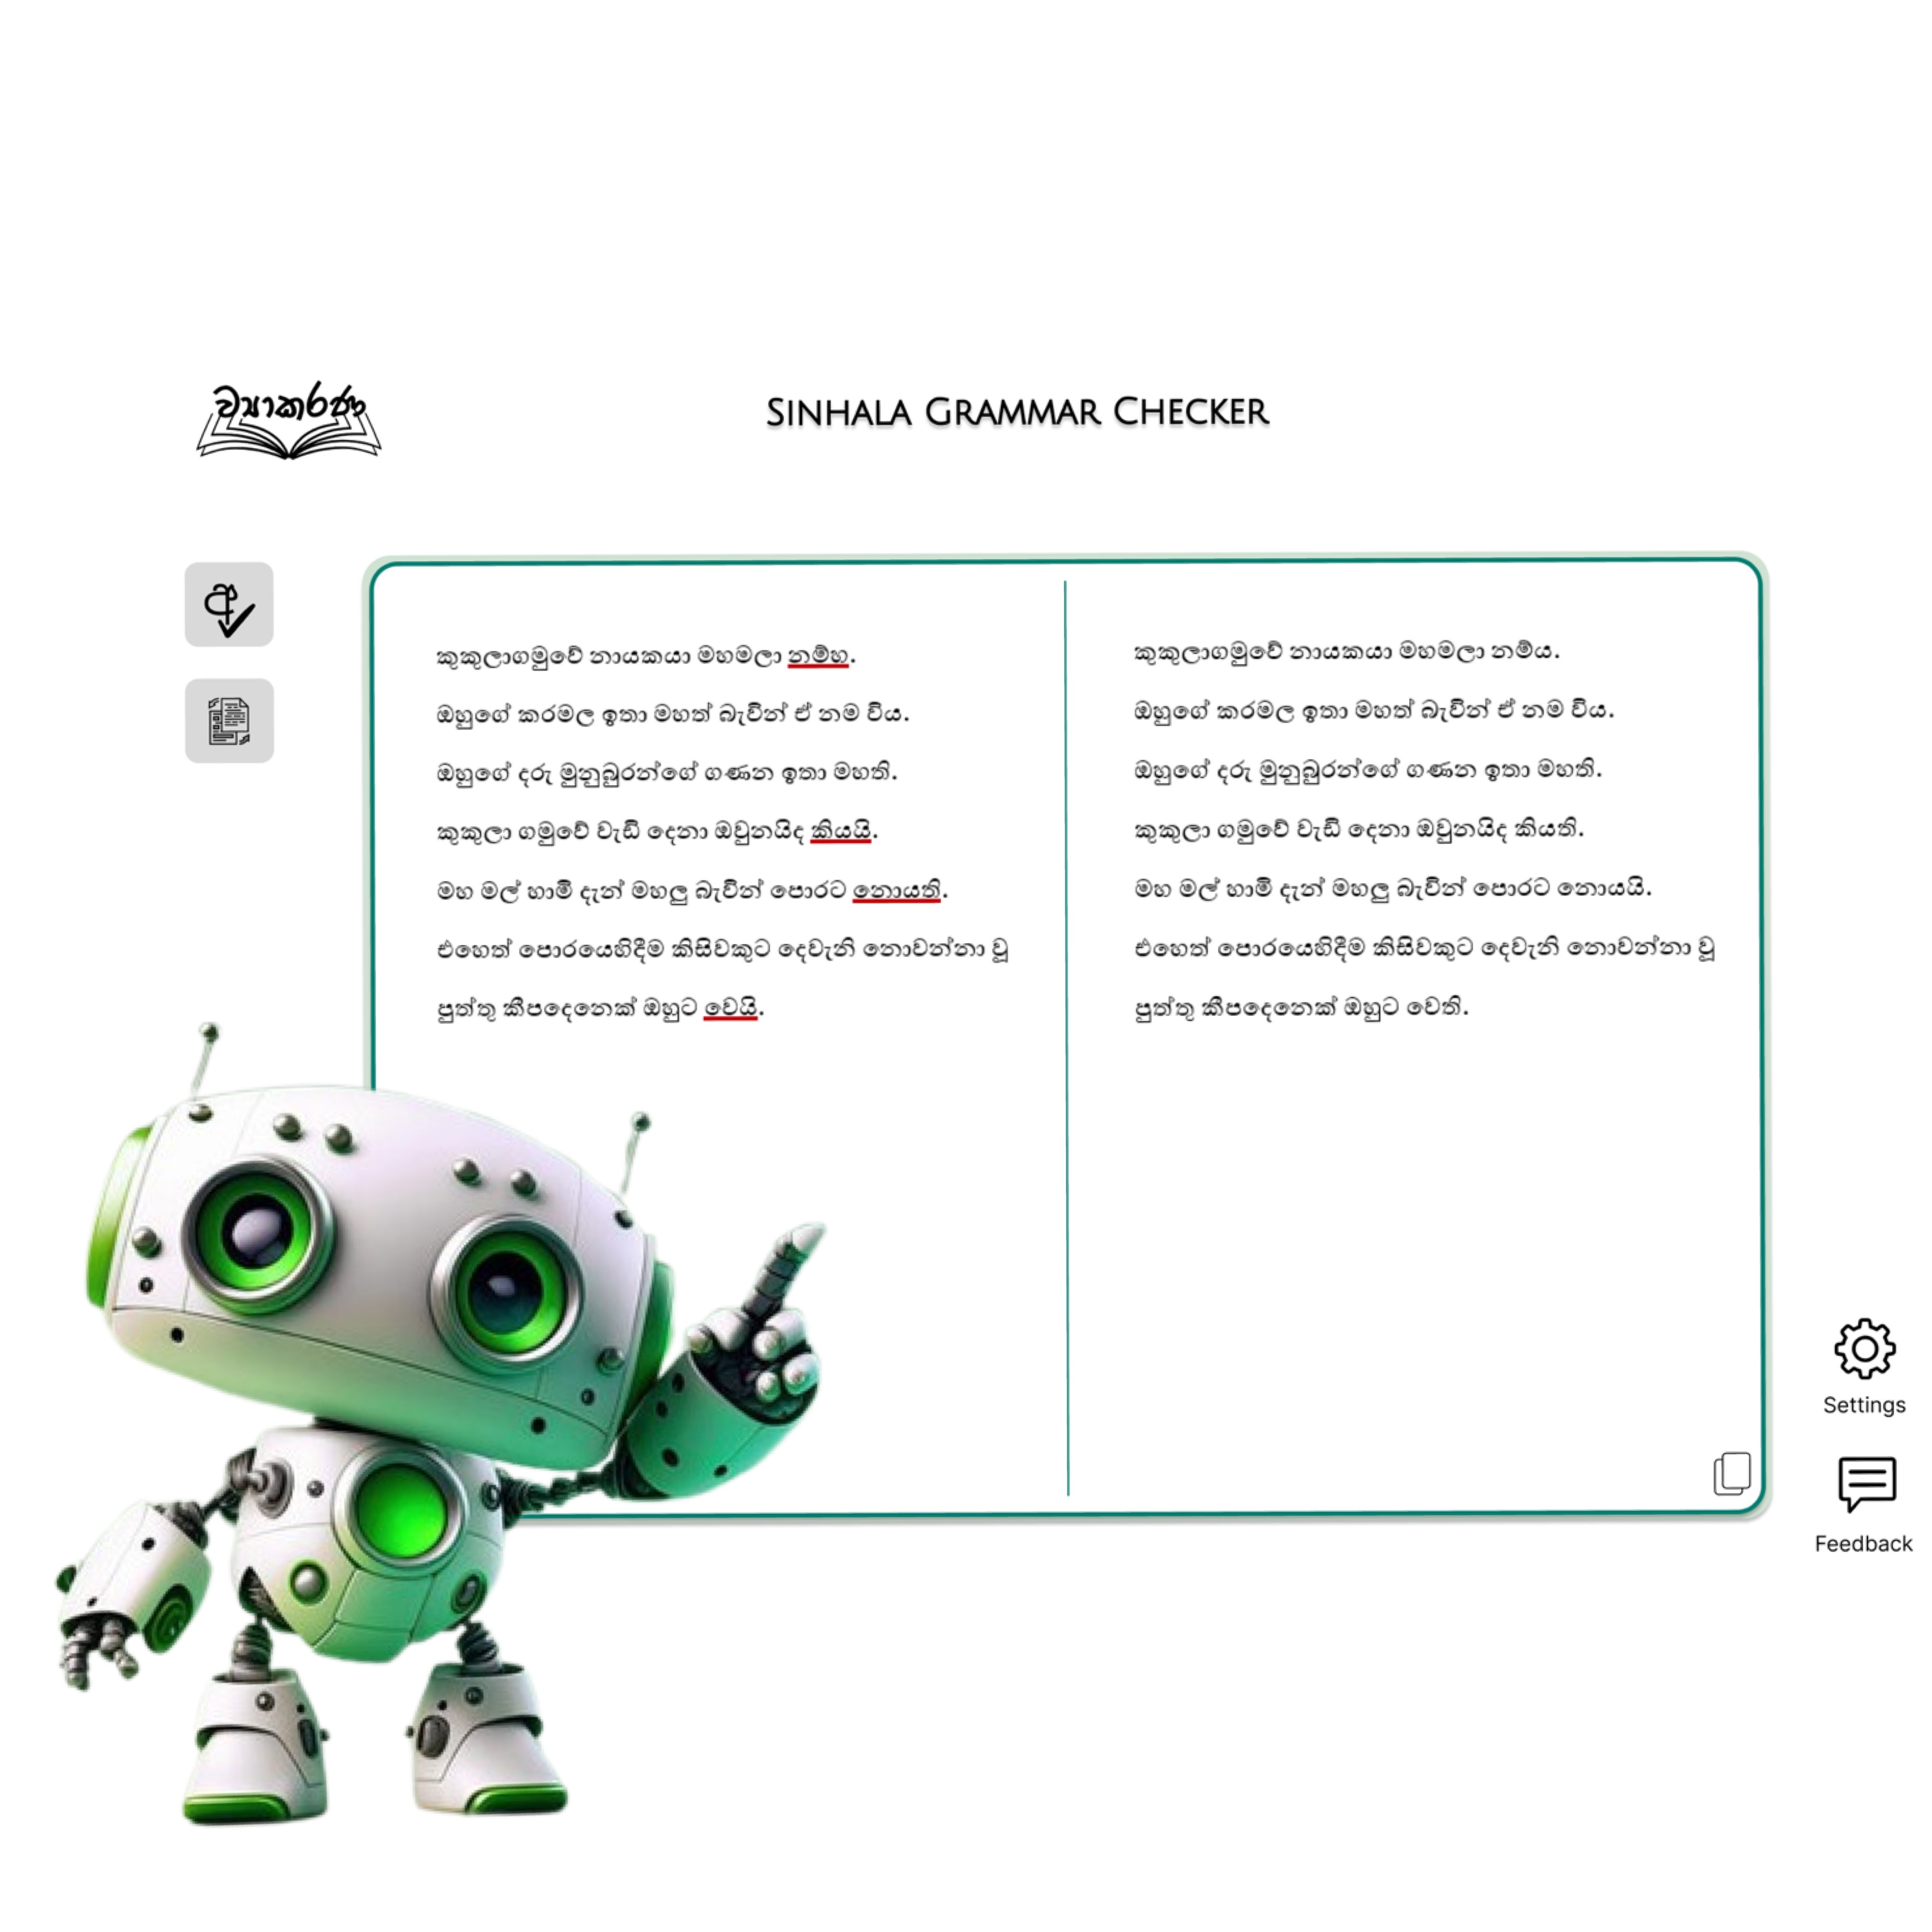 ව්‍යාකරණ
SINHALA GRAMMAR CHECKER
අ
කුකුලාගමුවේ නායකයා මහමලා නම්හ.
ඔහුගේ කරමල ඉතා මහත් බැවින් ඒ නම විය.
ඔහුගේ දරු මුනුබුරන්ගේ ගණන ඉතා මහති.
කුකුලා ගමුවේ වැඩි දෙනා ඔවුනයිද කියයි.
මහ මල් හාමි දැන් මහලු බැවින් පොරට නොයති.
එහෙත් පොරයෙහිදීම කිසිවකුට දෙවැනි නොවන්නා වූ
පුත්තු කීපදෙනෙක් ඔහුට වෙයි.
කුකුලාගමුවේ නායකයා මහමලා නම්ය.
ඔහුගේ කරමල ඉතා මහත් බැවින් ඒ නම විය.
ඔහුගේ දරු මුනුබුරන්ගේ ගණන ඉතා මහති.
කුකුලා ගමුවේ වැඩි දෙනා ඔවුනයිද කියති.
මහ මල් හාමි දැන් මහලු බැවින් පොරට නොයයි.
එහෙත් පොරයෙහිදීම කිසිවකුට දෙවැනි නොවන්නා වූ
පුත්තු කීපදෙනෙක් ඔහුට වෙති.
Settings
Feedback